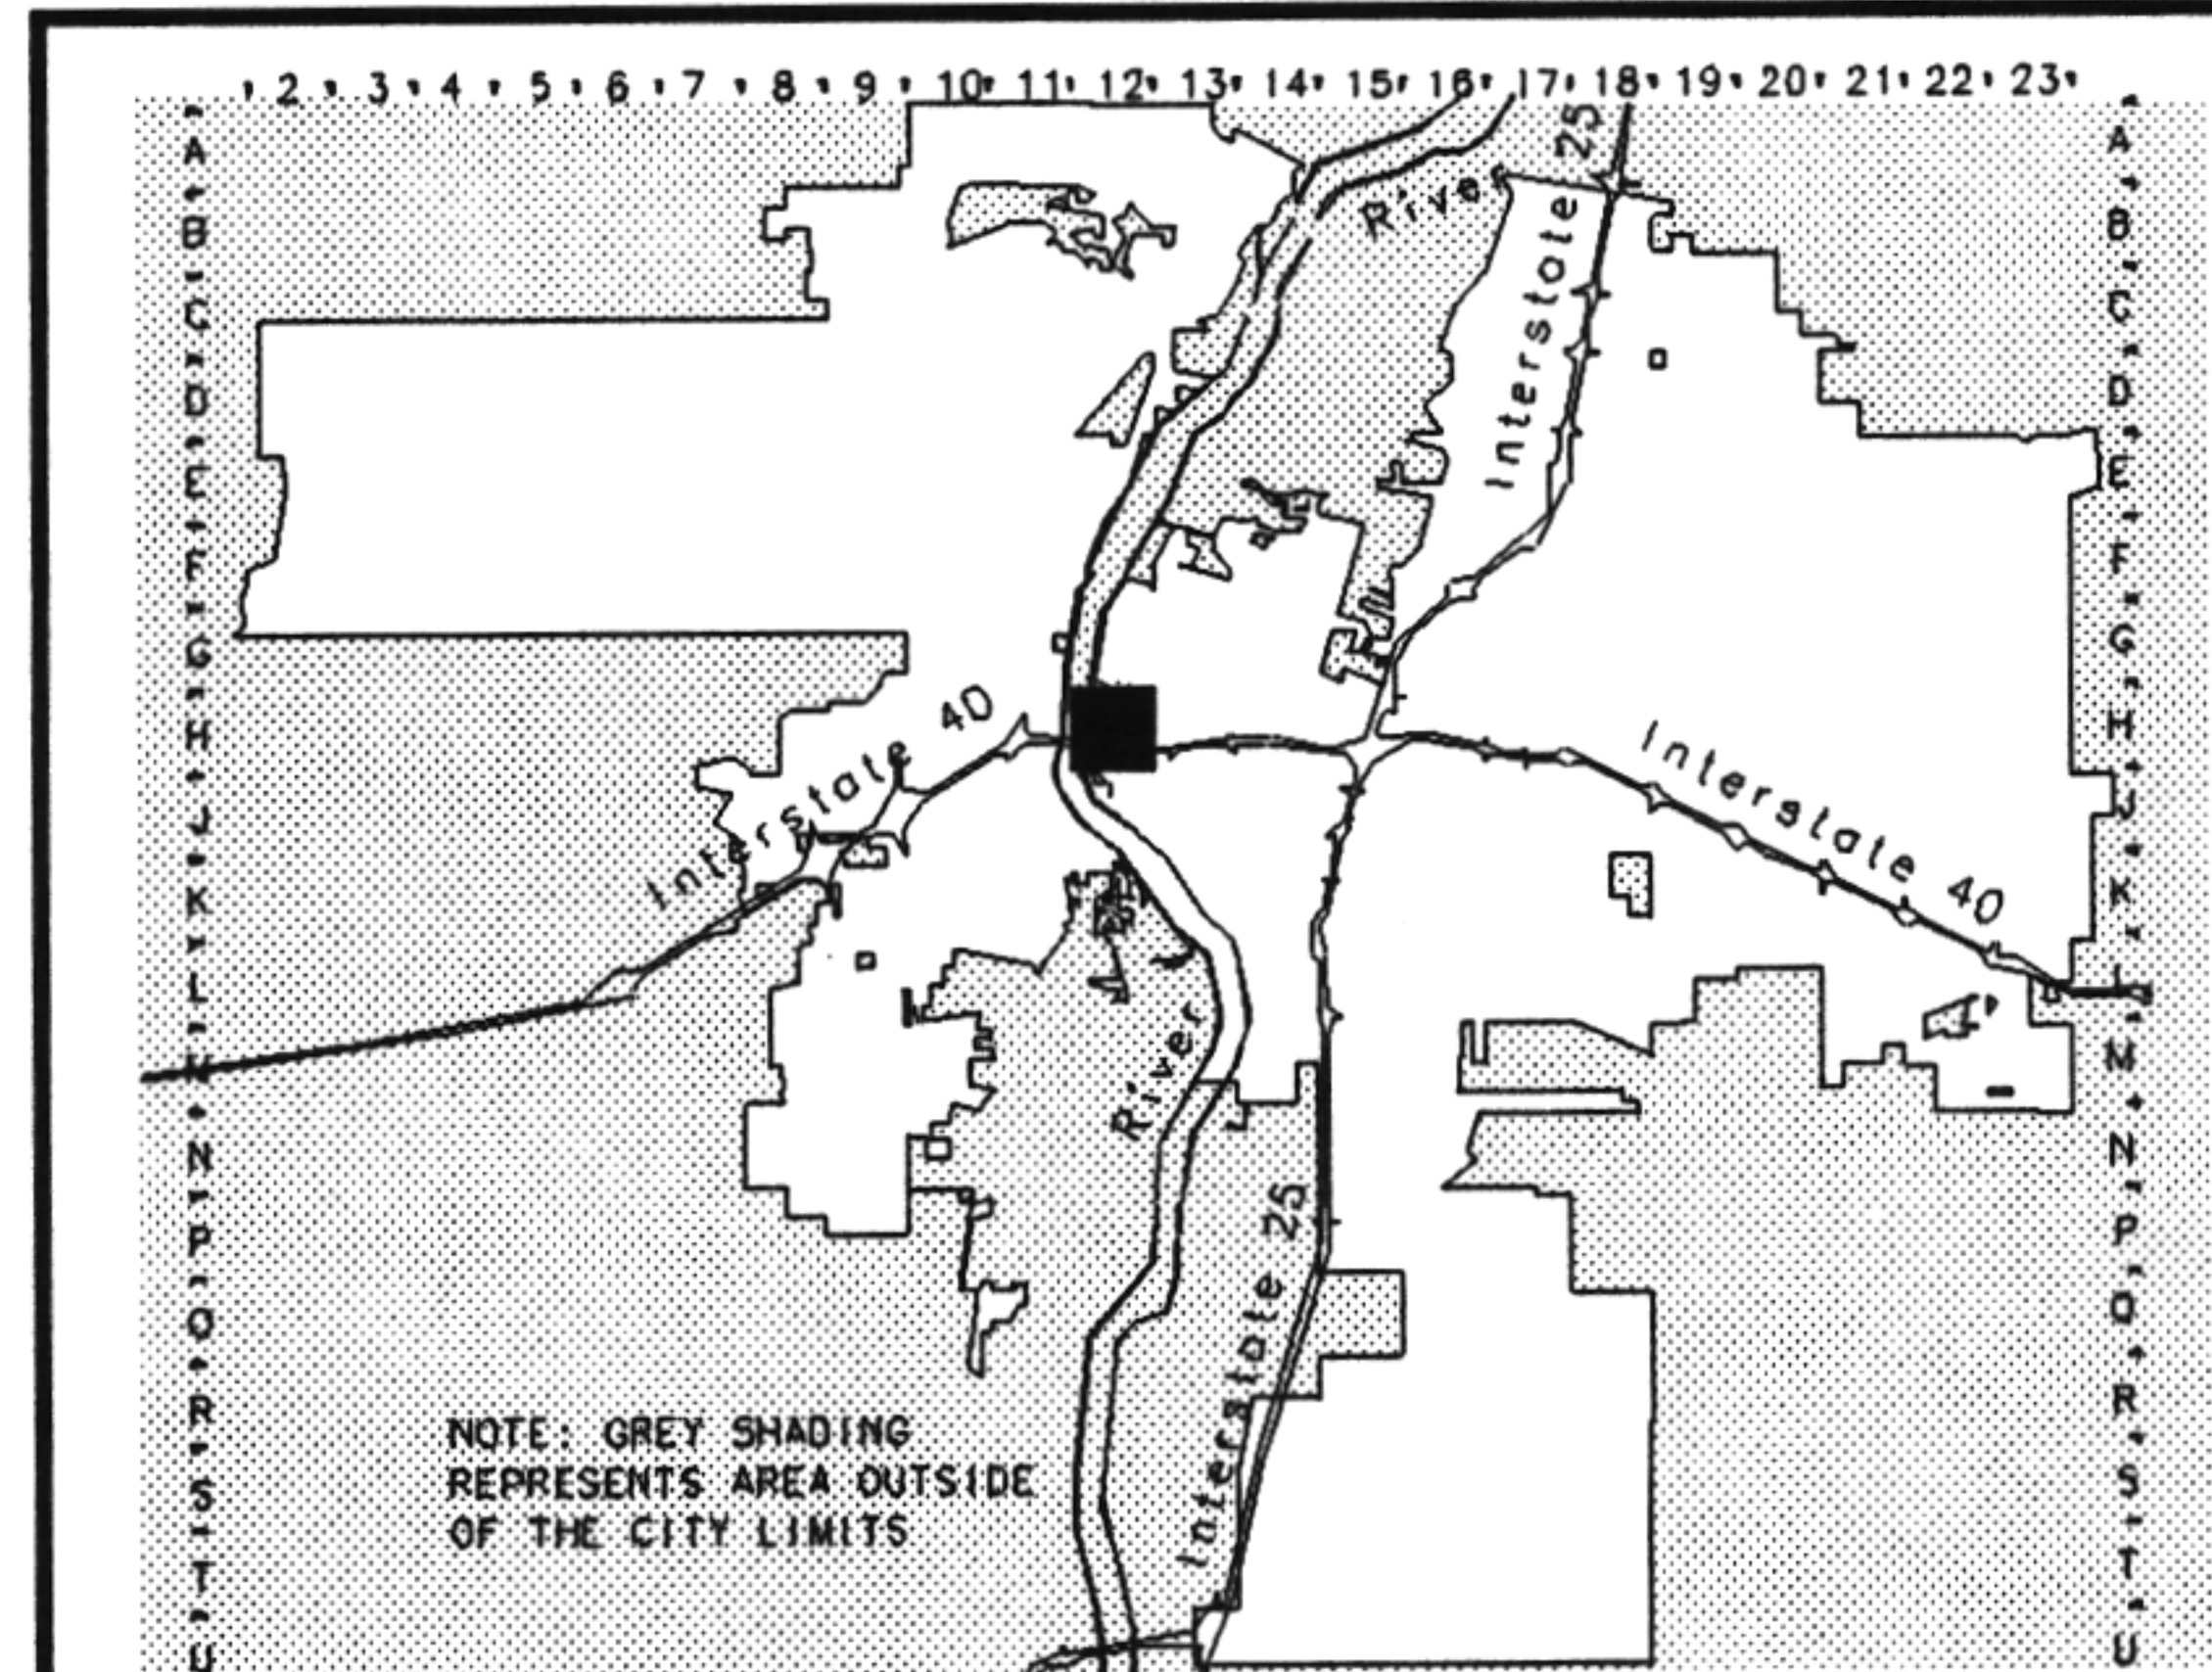 2 3 4 5 6 7 8 9 10 11 12 13 14 15 16 17 18 19 20 21 22 23
A A
B B
C C
D D
E E
F F
G G
H H
J J
K K
L L
M M
N N
P P
Q Q
R R
S S
T T
U U
River
Interstate 25
Interstate 40
Interstate 40
River
Interstate 25
NOTE: GREY SHADING
REPRESENTS AREA OUTSIDE
OF THE CITY LIMITS